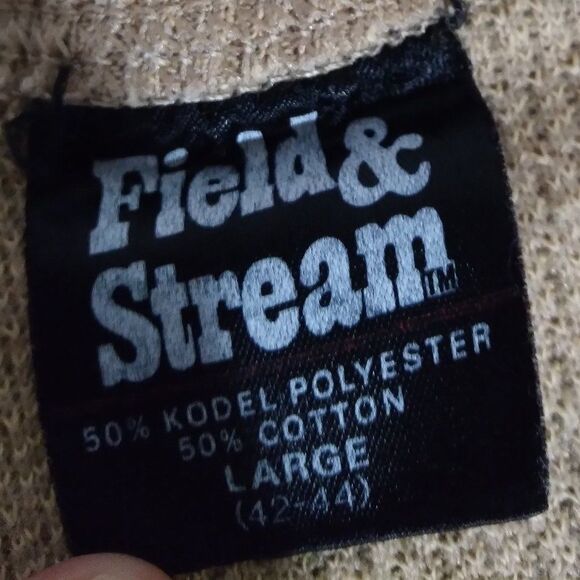 Field &
Stream TM
50% KODEL POLYESTER
50% COTTON
LARGE
(42-44)